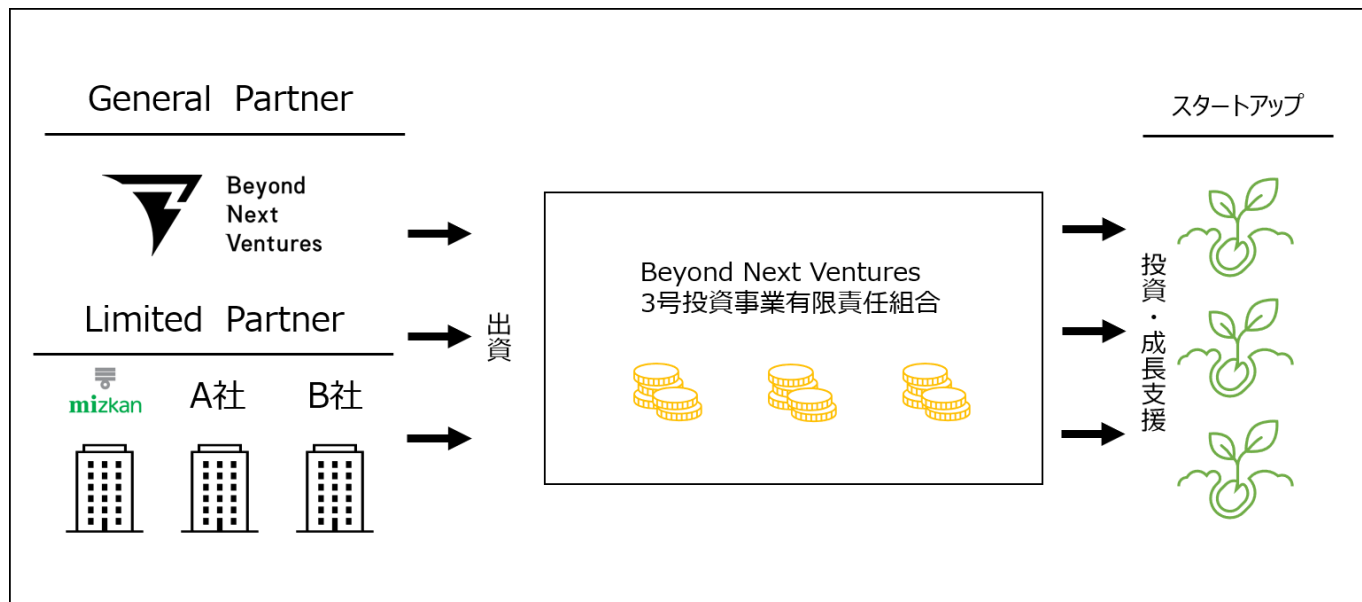 General Partner
Beyond
Next
Ventures
Limited Partner
mizkan
A社
B社
出資
Beyond Next Ventures
3号投資事業有限責任組合
投資・成長支援
スタートアップ